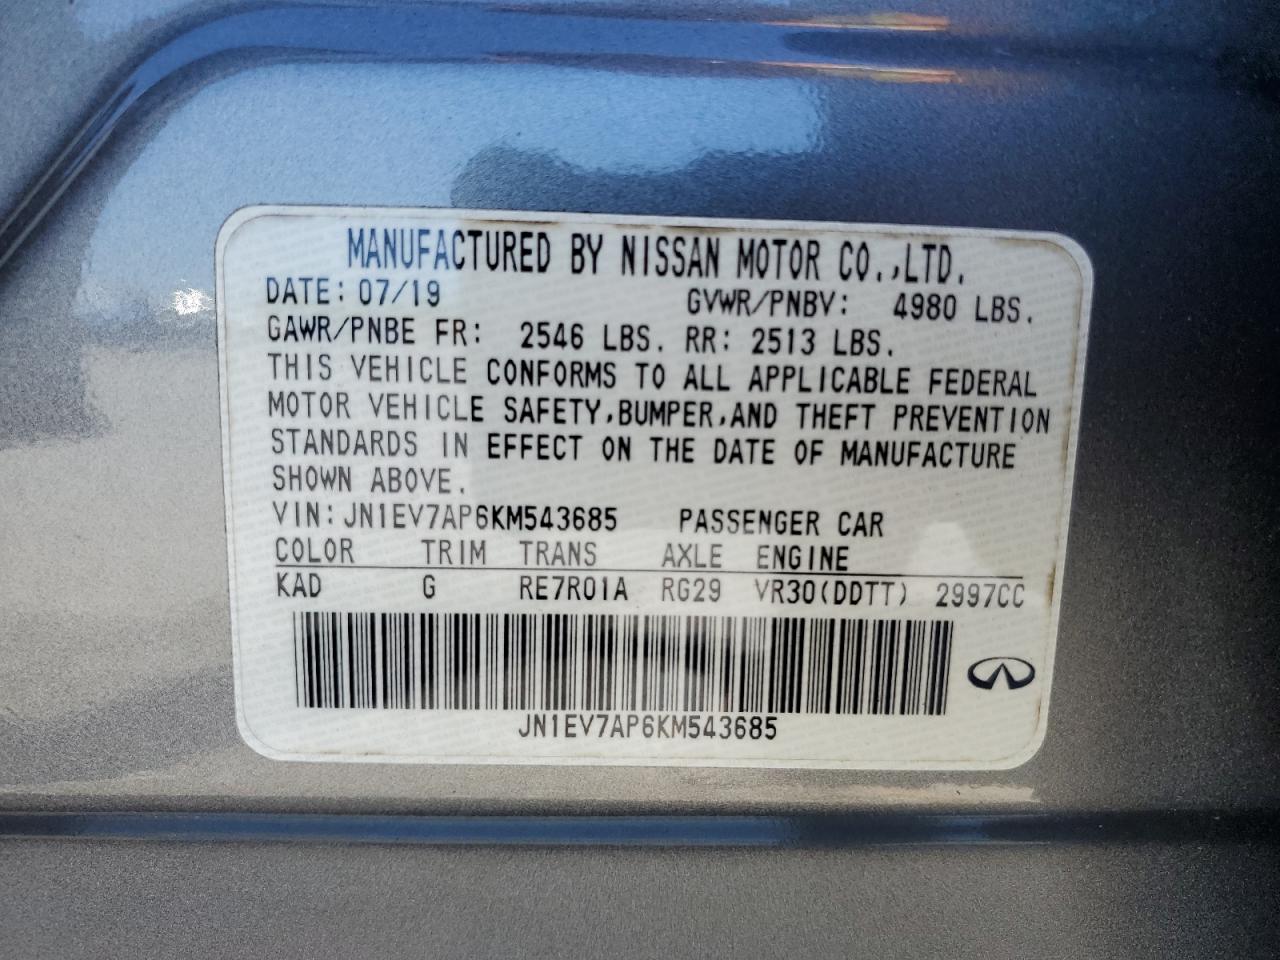 MANUFACTURED BY NISSAN MOTOR CO.,LTD.
DATE: 07/19 GVWR/PNBV: 4980 LBS.
GAWR/PNBE FR: 2546 LBS. RR: 2513 LBS.
THIS VEHICLE CONFORMS TO ALL APPLICABLE FEDERAL
MOTOR VEHICLE SAFETY,BUMPER,AND THEFT PREVENTION
STANDARDS IN EFFECT ON THE DATE OF MANUFACTURE
SHOWN ABOVE.
VIN:JN1EV7AP6KM543685 PASSENGER CAR
COLOR TRIM TRANS AXLE ENGINE
KAD G RE7R01A RG29 VR30(DDTT) 2997CC
JN1EV7AP6KM543685